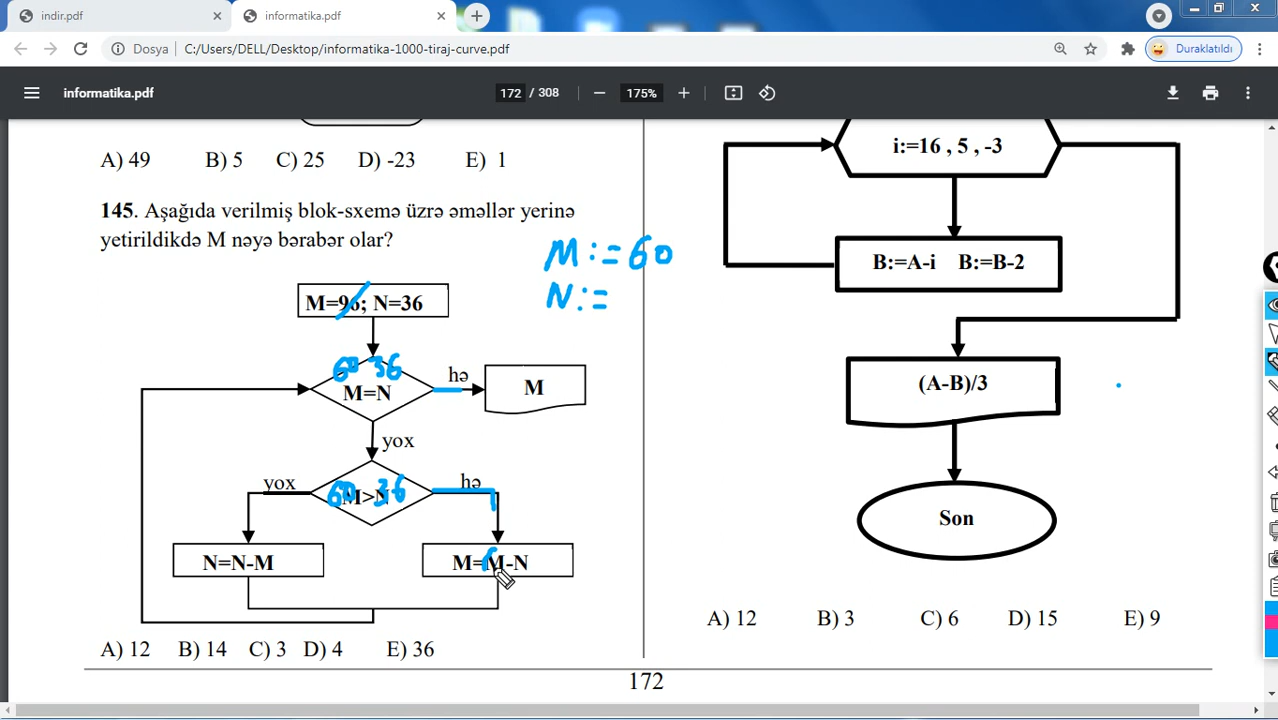 indir.pdf
informatika.pdf
Dosya
C:/Users/DELL/Desktop/informatika-1000-tiraj-curve.pdf
Duraklatıldı
informatika.pdf
172 / 308
175%
A) 49 B) 5 C) 25 D) -23 E) 1
145. Aşağıda verilmiş blok-sxemə üzrə əməllər yerinə
yetirildikdə M nəyə bərabər olar?
M:=60
N:=
M=96; N=36
60 36
M=N
hə
M
yox
yox
60 36
M>N
hə
N=N-M
M=M-N
A) 12 B) 14 C) 3 D) 4 E) 36
i:=16 , 5 , -3
B:=A-i B:=B-2
(A-B)/3
Son
A) 12 B) 3 C) 6 D) 15 E) 9
172